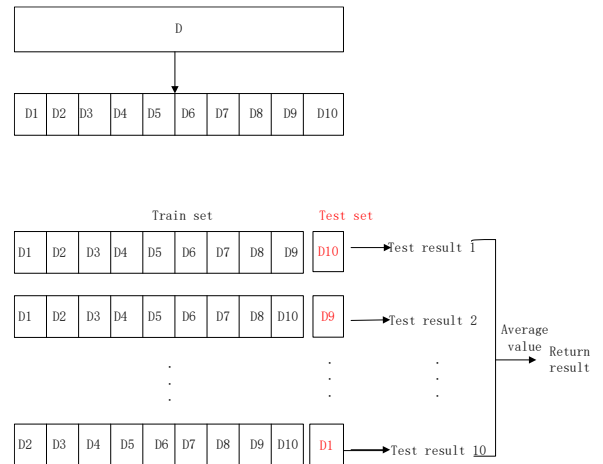 D
D1 D2 D3 D4 D5 D6 D7 D8 D9 D10
Train set Test set
D1 D2 D3 D4 D5 D6 D7 D8 D9 D10 Test result 1
D1 D2 D3 D4 D5 D6 D7 D8 D10 D9 Test result 2
Average
value
Return
result
. . .
. . .
. . .
D2 D3 D4 D5 D6 D7 D8 D9 D10 D1 Test result 10